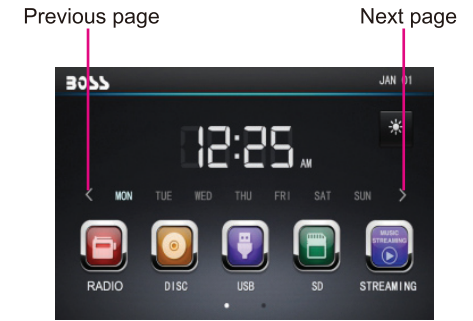 Previous page Next page
BOSS JAN 01
12:25 AM
MON TUE WED THU FRI SAT SUN
MUSIC
STREAMING
RADIO DISC USB SD STREAMING